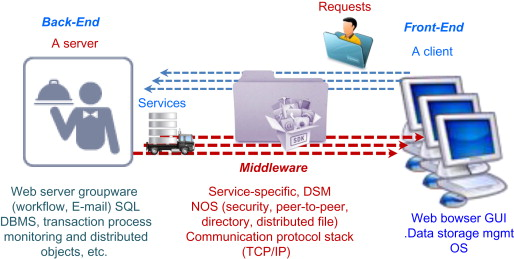 Back-End
A server
Requests
Front-End
A client
Services
SDK
Middleware
Web server groupware
(workflow, E-mail) SQL
DBMS, transaction process
monitoring and distributed
objects, etc.
Service-specific, DSM
NOS (security, peer-to-peer,
directory, distributed file)
Communication protocol stack
(TCP/IP)
Web bowser GUI
.Data storage mgmt
OS